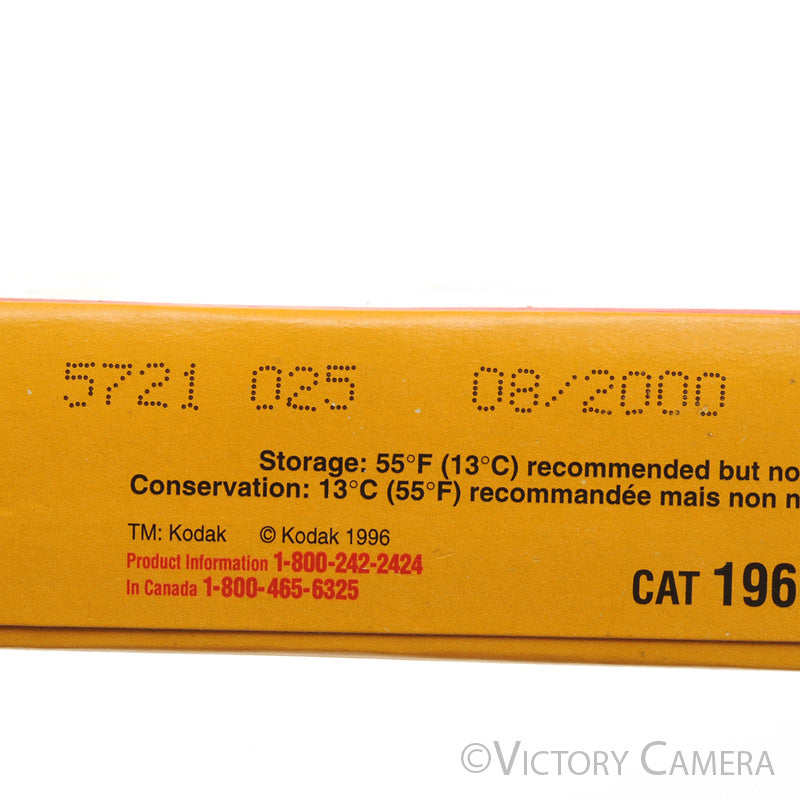 5721 025 08/2000
Storage: 55°F (13°C) recommended but no
Conservation: 13°C (55°F) recommandée mais non n
TM: Kodak © Kodak 1996
Product Information 1-800-242-2424
In Canada 1-800-465-6325
CAT 196
©VICTORY CAMERA